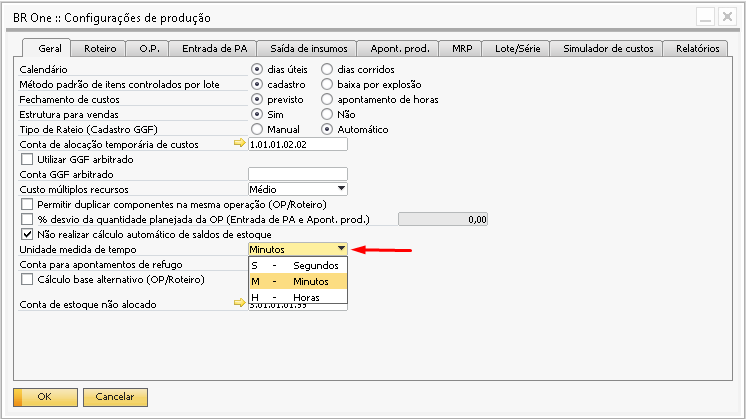 BR One :: Configurações de produção
Geral Roteiro O.P. Entrada de PA Saída de insumos Apont. prod. MRP Lote/Série Simulador de custos Relatórios
Calendário dias úteis dias corridos
Método padrão de itens controlados por lote cadastro baixa por explosão
Fechamento de custos previsto apontamento de horas
Estrutura para vendas Sim Não
Tipo de Rateio (Cadastro GGF) Manual Automático
Conta de alocação temporária de custos 1.01.01.02.02
Utilizar GGF arbitrado
Conta GGF arbitrado
Custo múltiplos recursos Médio
Permitir duplicar componentes na mesma operação (OP/Roteiro)
% desvio da quantidade planejada da OP (Entrada de PA e Apont. prod.) 0,00
Não realizar cálculo automático de saldos de estoque
Unidade medida de tempo Minutos
Conta para apontamentos de refugo S - Segundos
Cálculo base alternativo (OP/Roteiro) M - Minutos
H - Horas
Conta de estoque não alocado
OK Cancelar